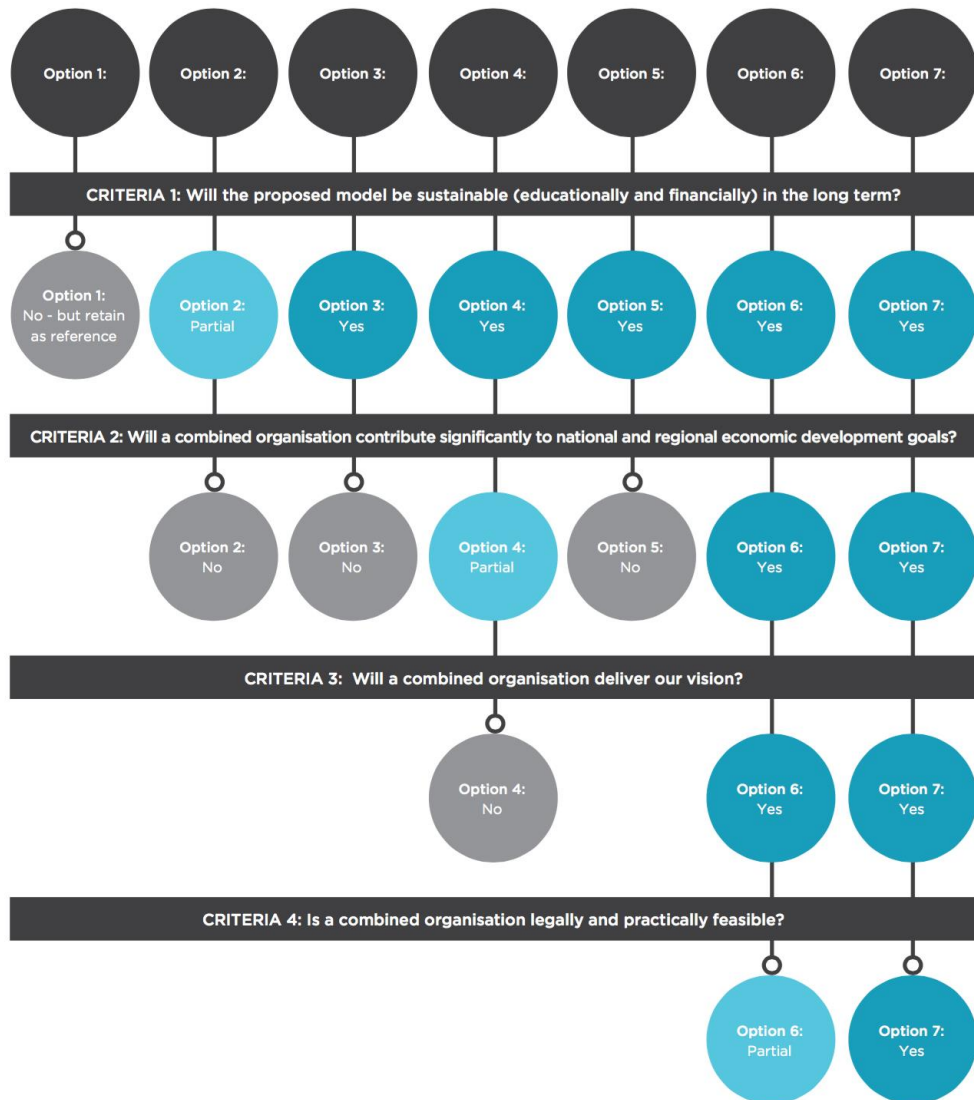 Option 1:
Option 2:
Option 3:
Option 4:
Option 5:
Option 6:
Option 7:
CRITERIA 1: Will the proposed model be sustainable (educationally and financially) in the long term?
Option 1:
No - but retain
as reference
Option 2:
Partial
Option 3:
Yes
Option 4:
Yes
Option 5:
Yes
Option 6:
Yes
Option 7:
Yes
CRITERIA 2: Will a combined organisation contribute significantly to national and regional economic development goals?
Option 2:
No
Option 3:
No
Option 4:
Partial
Option 5:
No
Option 6:
Yes
Option 7:
Yes
CRITERIA 3: Will a combined organisation deliver our vision?
Option 4:
No
Option 6:
Yes
Option 7:
Yes
CRITERIA 4: Is a combined organisation legally and practically feasible?
Option 6:
Partial
Option 7:
Yes